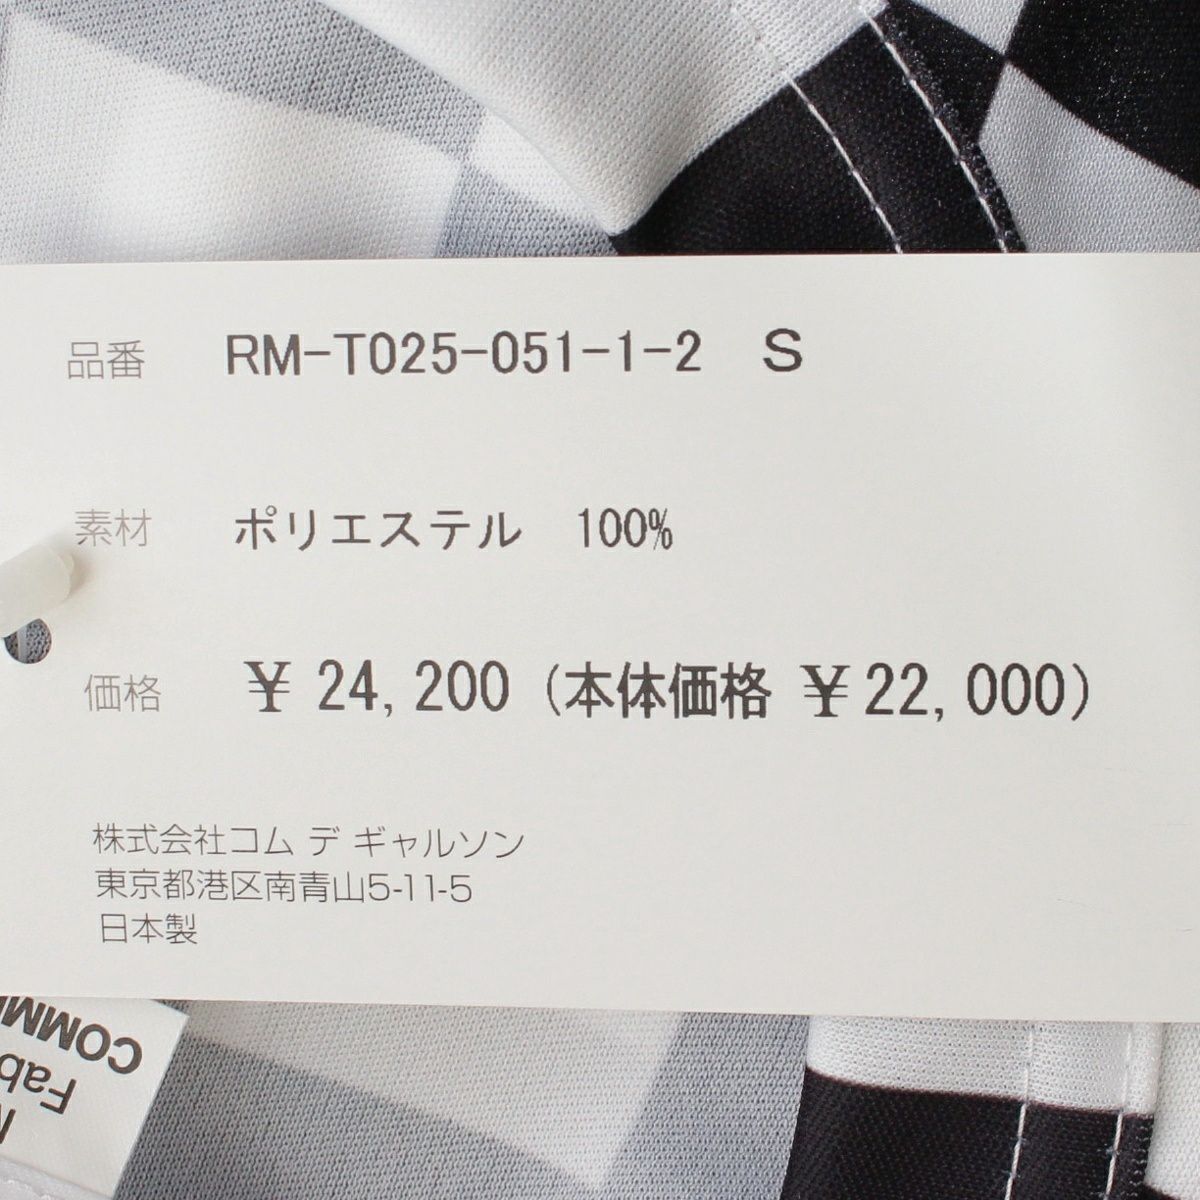 品番 RM-T025-051-1-2 S
素材 ポリエステル 100%
価格 ¥ 24,200 (本体価格 ¥22,000)
株式会社コム デ ギャルソン
東京都港区南青山5-11-5
日本製